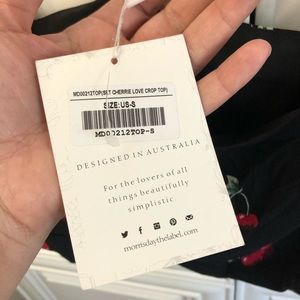 MD00212TOP(SET CHERRIE LOVE CROP TOP)
SIZE:US-S
MD00212TOP-S
DESIGNED IN AUSTRALIA
For the lovers of all
things beautifully
simplistic
morrisdaythelabel.com